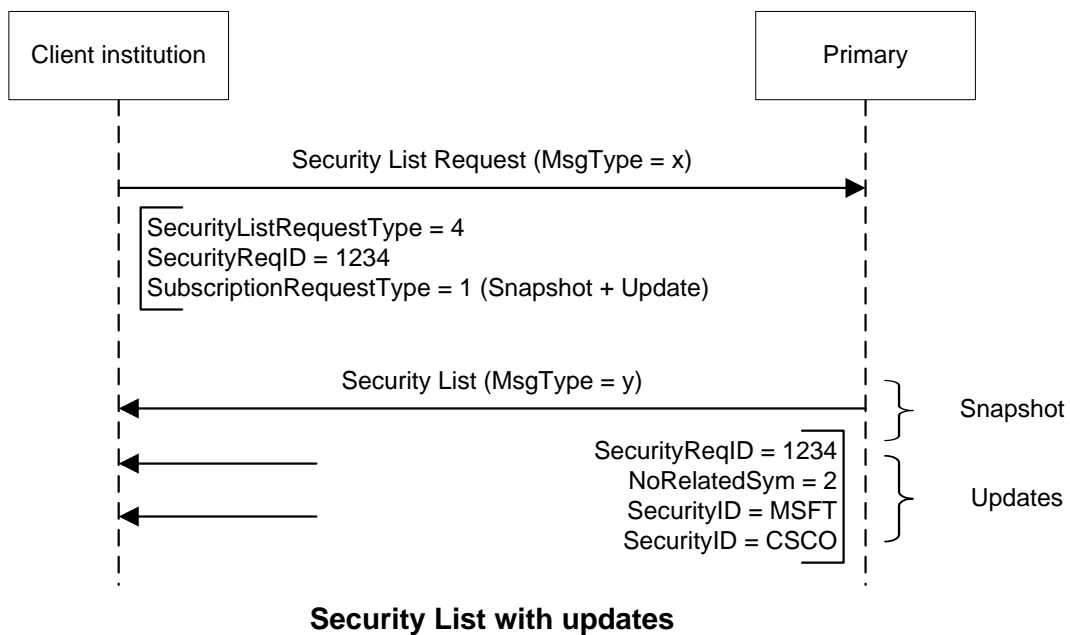 Client institution
Primary
Security List Request (MsgType = x)
SecurityListRequestType = 4
SecurityReqID = 1234
SubscriptionRequestType = 1 (Snapshot + Update)
Security List (MsgType = y)
Snapshot
SecurityReqID = 1234
NoRelatedSym = 2
SecurityID = MSFT
SecurityID = CSCO
Updates
Security List with updates